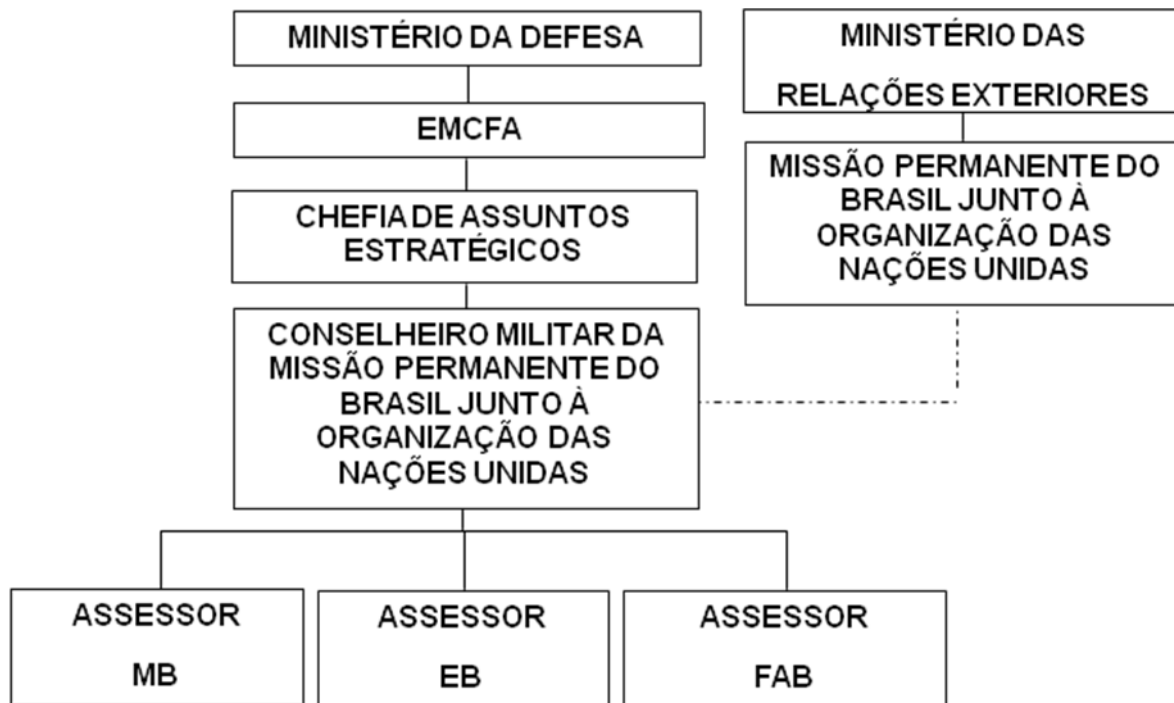 MINISTÉRIO DA DEFESA
EMCFA
CHEFIA DE ASSUNTOS
ESTRATÉGICOS
CONSELHEIRO MILITAR DA
MISSÃO PERMANENTE DO
BRASIL JUNTO À
ORGANIZAÇÃO DAS
NAÇÕES UNIDAS
MINISTÉRIO DAS
RELAÇÕES EXTERIORES
MISSÃO PERMANENTE DO
BRASIL JUNTO À
ORGANIZAÇÃO DAS
NAÇÕES UNIDAS
ASSESSOR
MB
ASSESSOR
EB
ASSESSOR
FAB